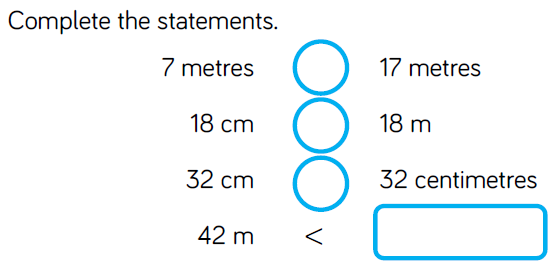 Complete the statements.
7 metres 17 metres
18 cm 18 m
32 cm 32 centimetres
42 m <